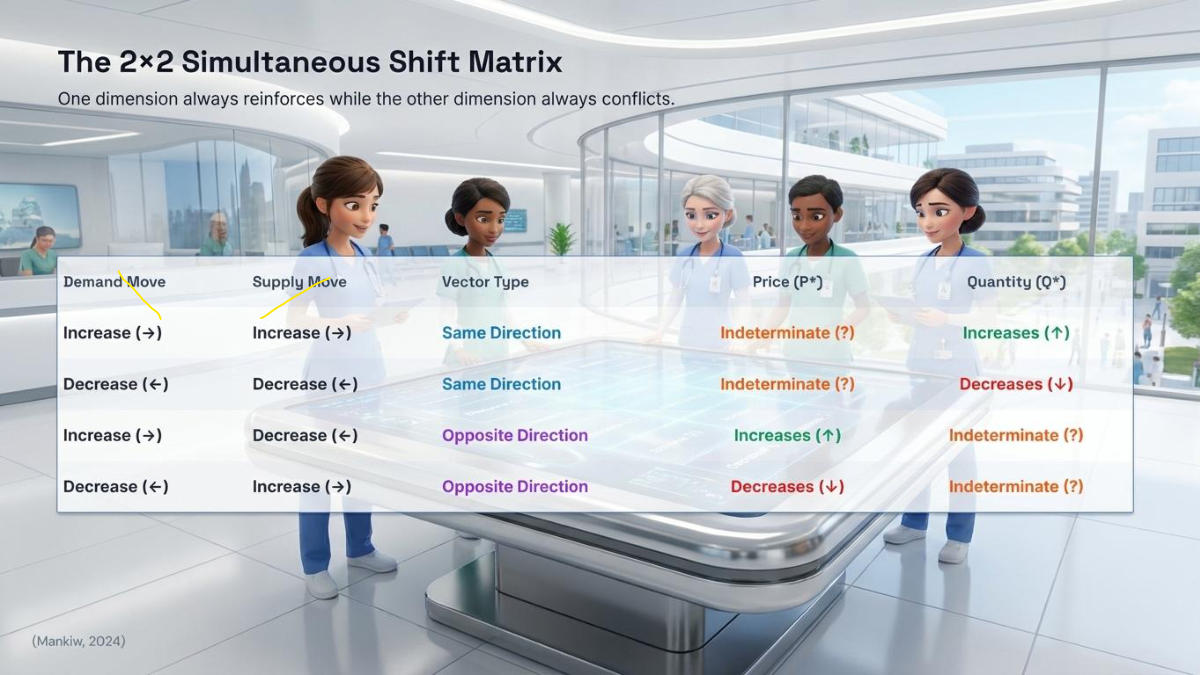 The 2×2 Simultaneous Shift Matrix
One dimension always reinforces while the other dimension always conflicts.
Demand Move Supply Move Vector Type Price (P*) Quantity (Q*)
Increase (→) Increase (→) Same Direction Indeterminate (?) Increases (↑)
Decrease (←) Decrease (←) Same Direction Indeterminate (?) Decreases (↓)
Increase (→) Decrease (←) Opposite Direction Increases (↑) Indeterminate (?)
Decrease (←) Increase (→) Opposite Direction Decreases (↓) Indeterminate (?)
(Mankiw, 2024)